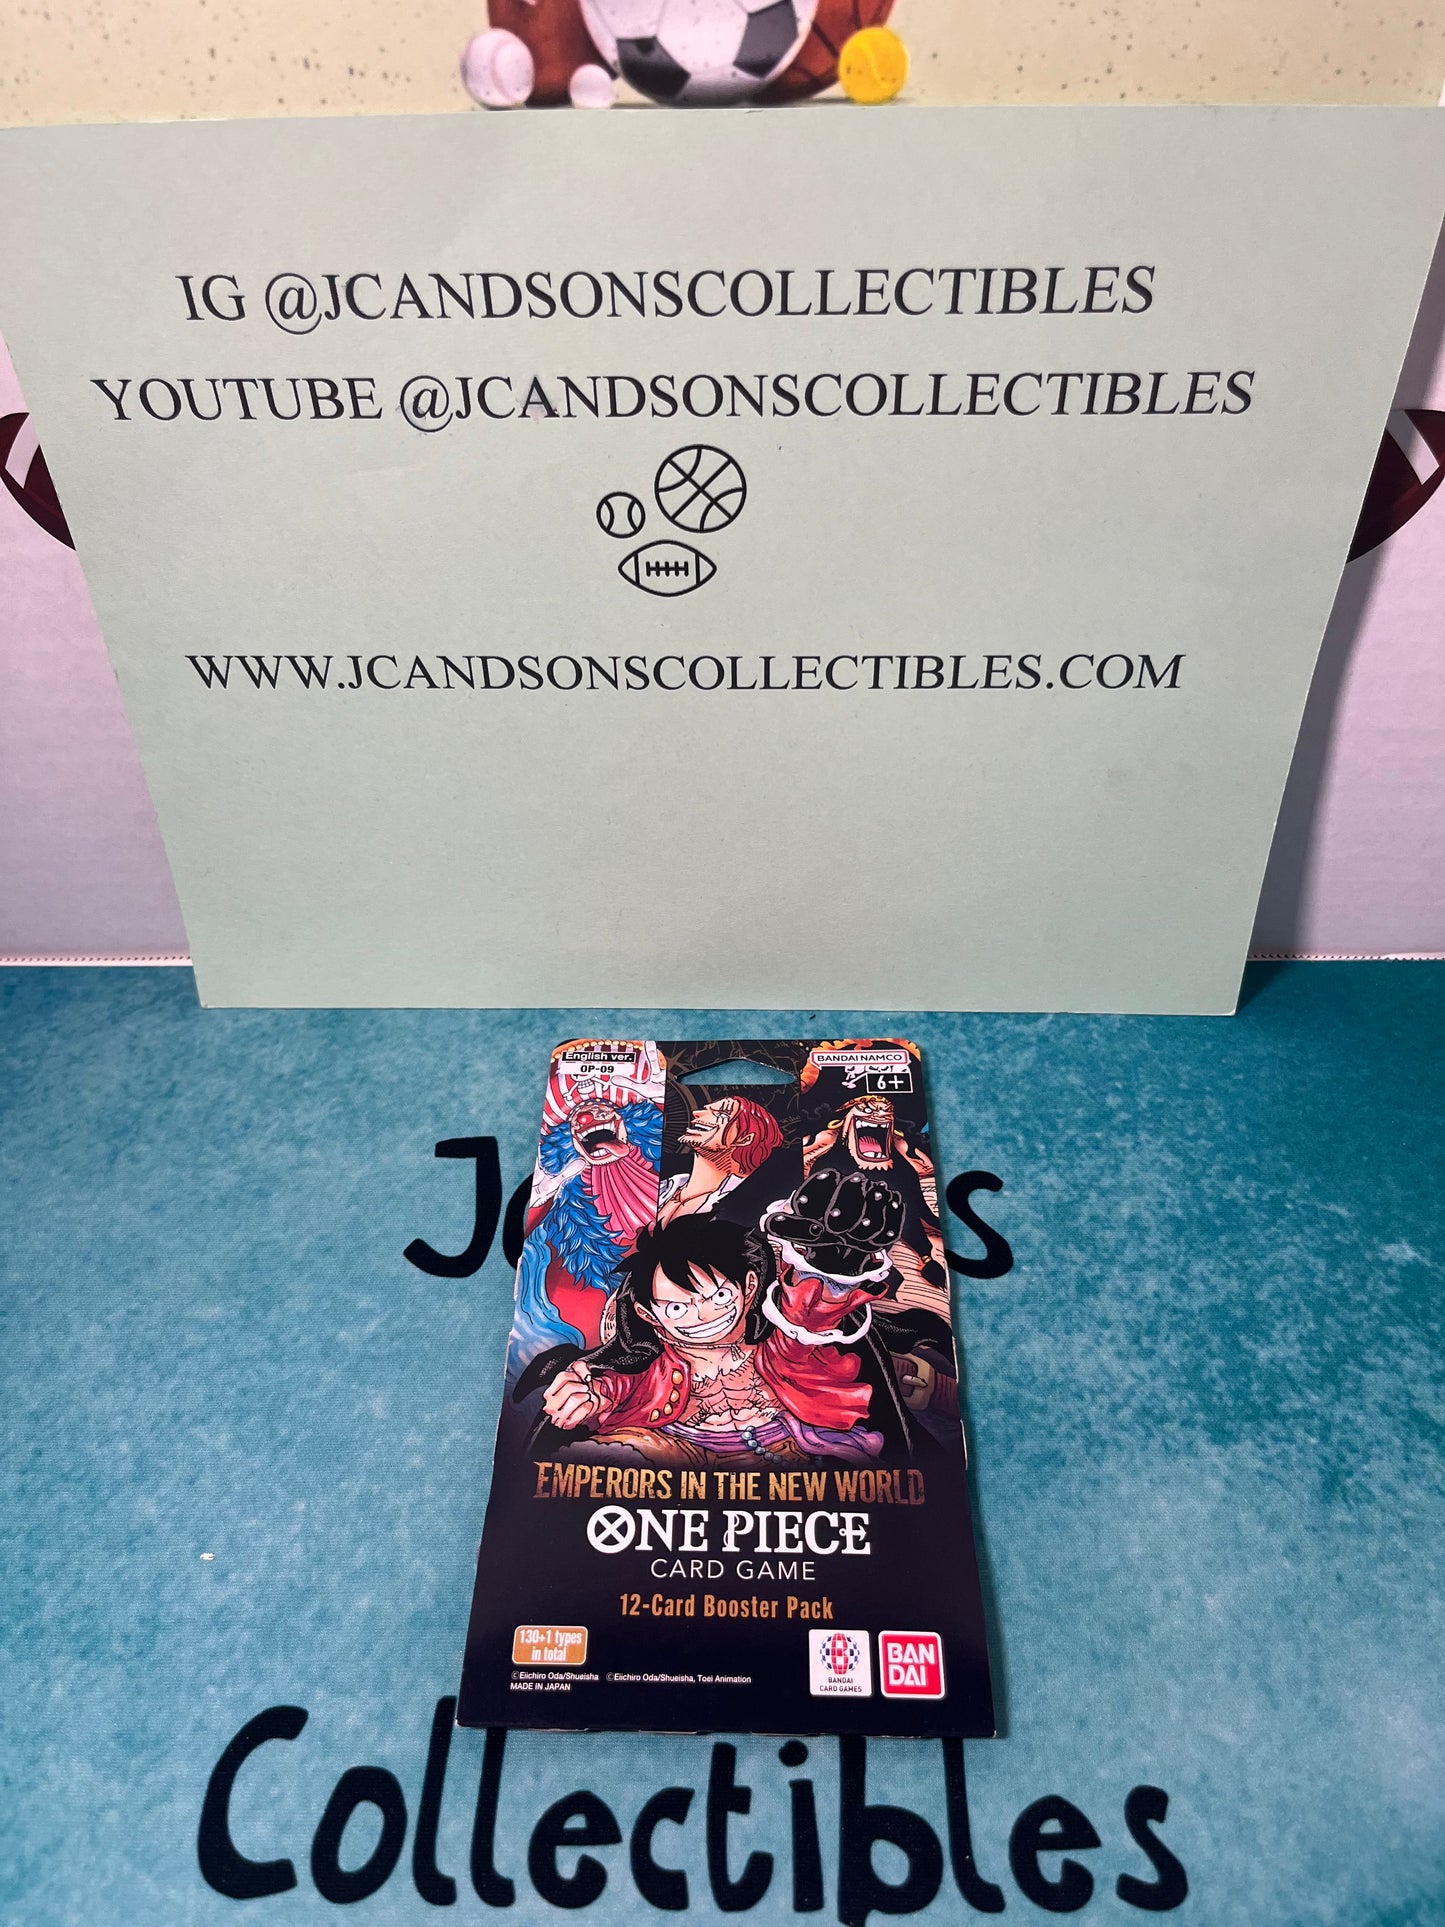 IG @JCANDSONSCOLLECTIBLES
YOUTUBE @JCANDSONSCOLLECTIBLES
WWW.JCANDSONSCOLLECTIBLES.COM
English ver.
OP-09
BANDAI NAMCO
6+
EMPERORS IN THE NEW WORLD
ONE PIECE
CARD GAME
12-Card Booster Pack
130+1 types
in total
BANDAI
CARD GAMES
BAN
DAI
©Eiichiro Oda/Shueisha ©Eiichiro Oda/Shueisha, Toei Animation
MADE IN JAPAN
Collectibles